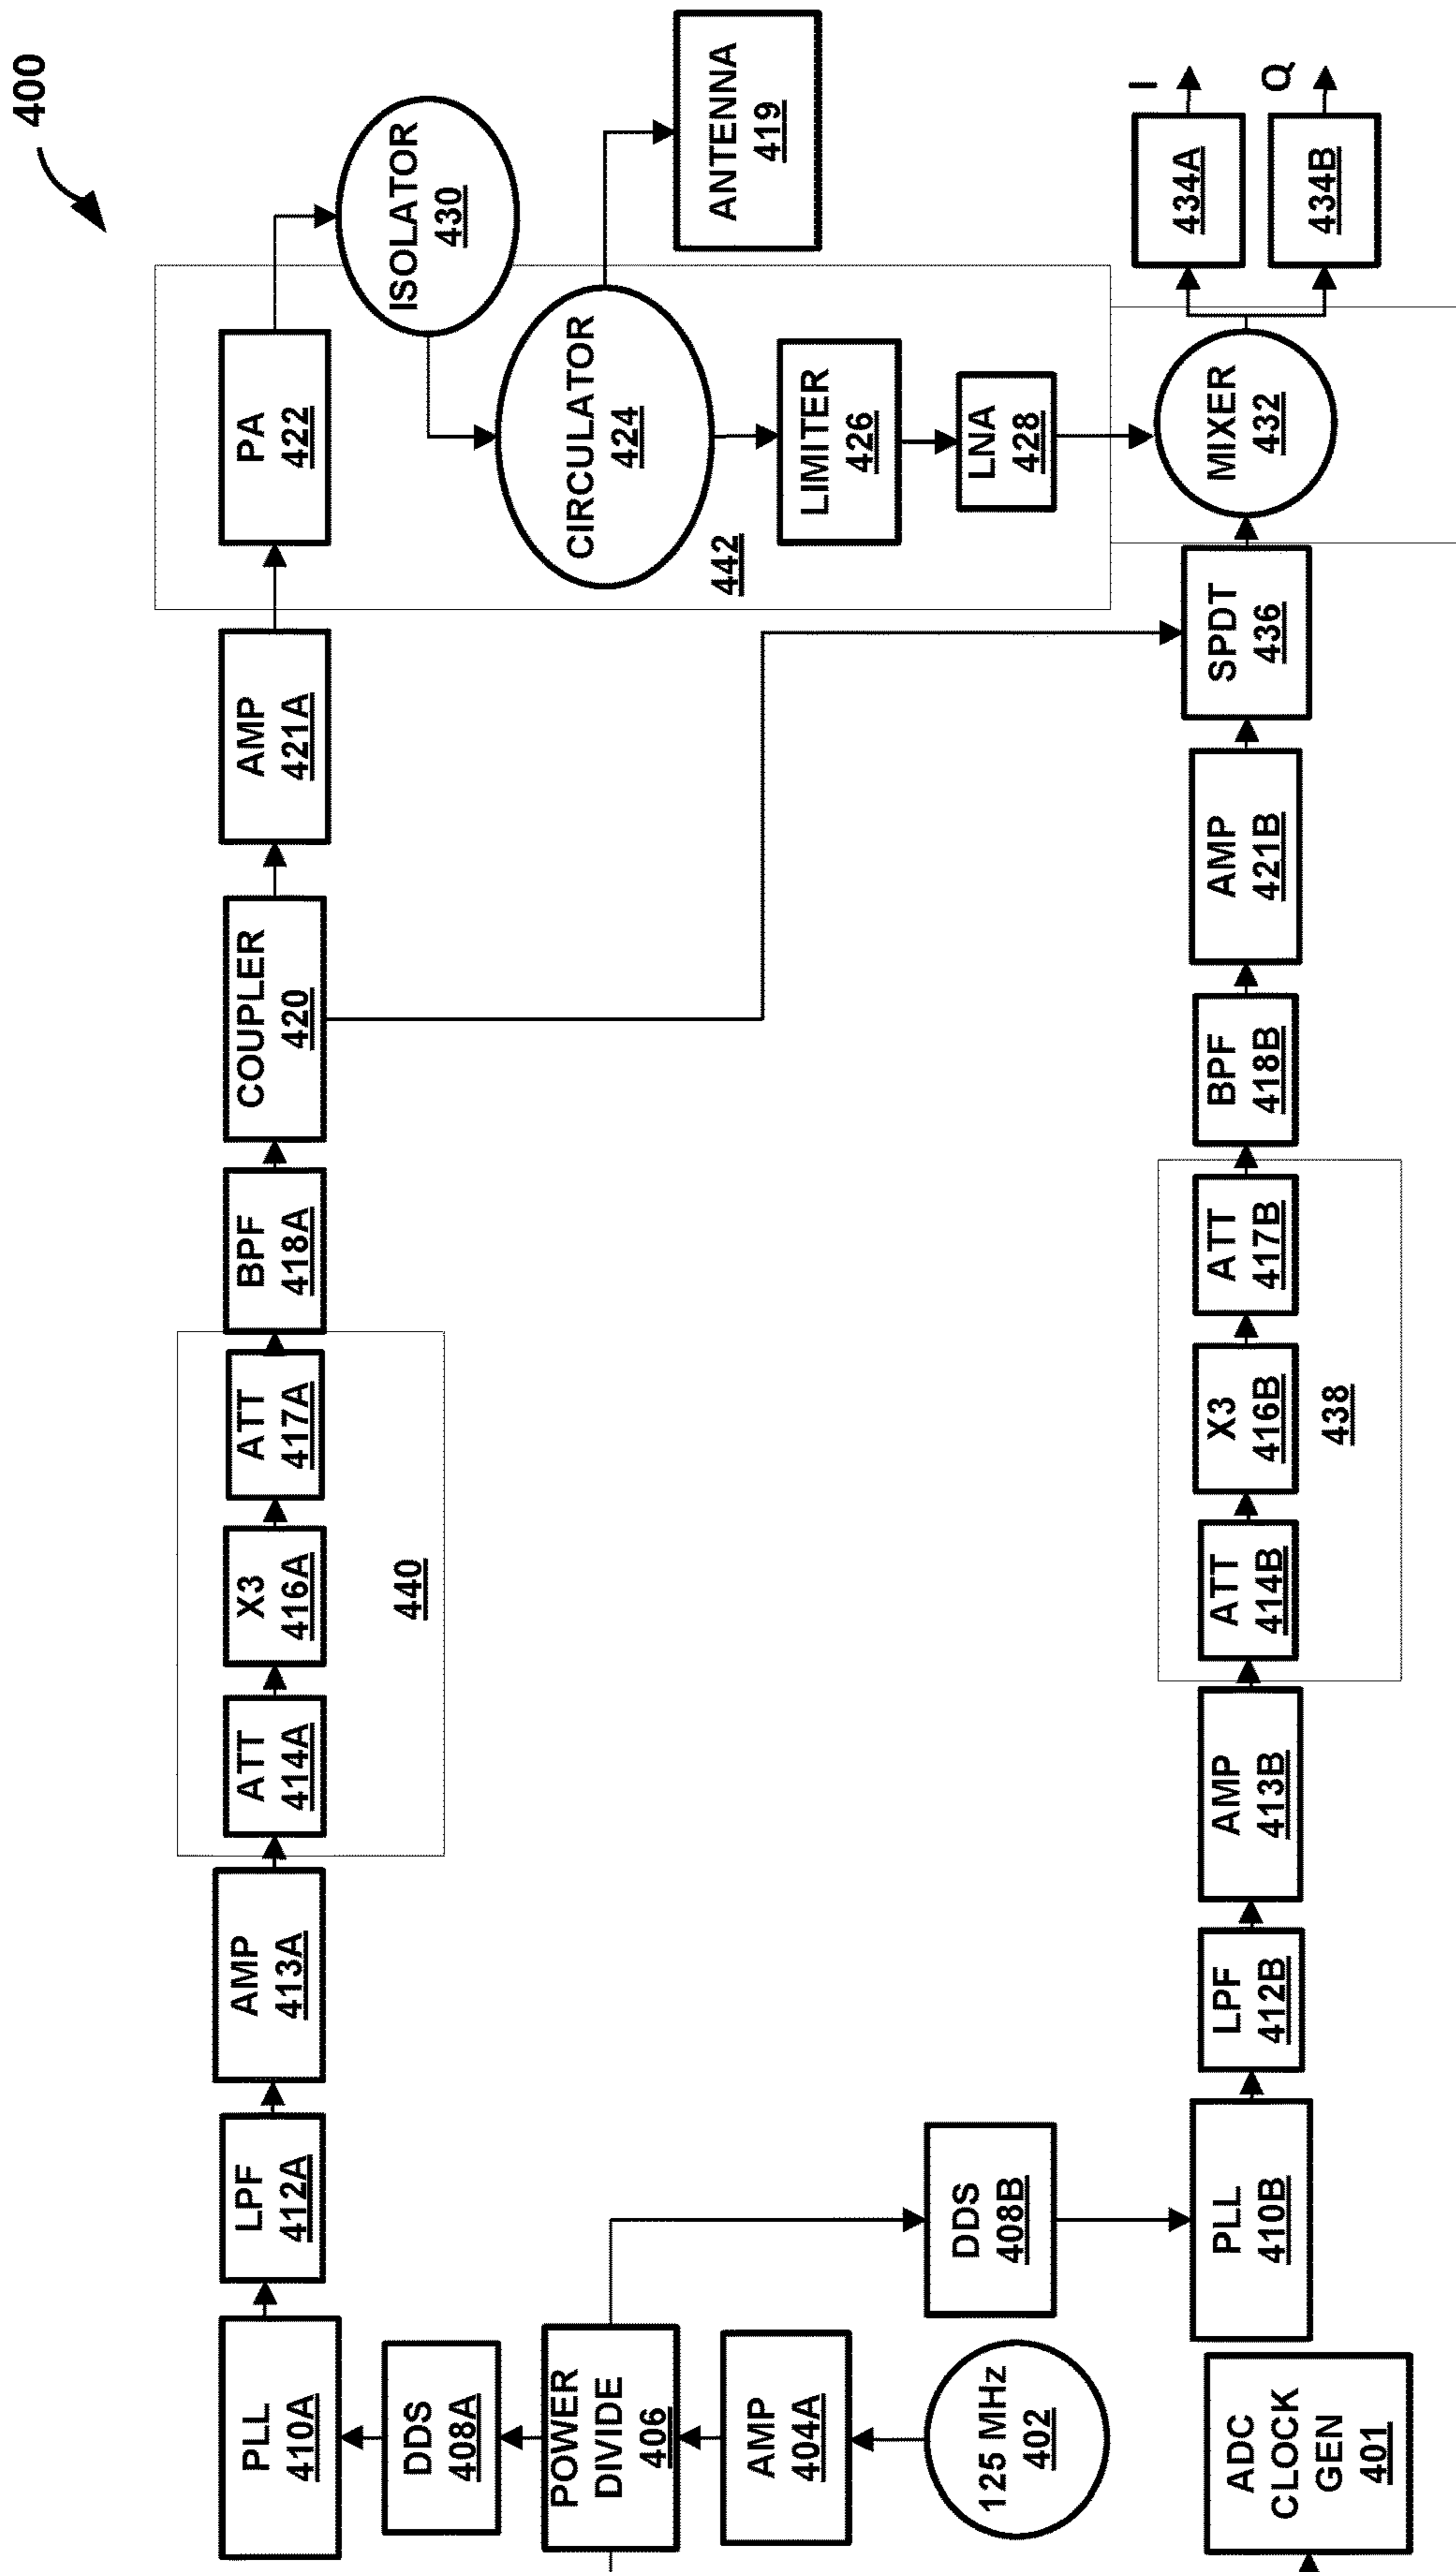 400
PLL
410A
LPF
412A
AMP
413A
ATT
414A
X3
416A
ATT
417A
440
BPF
418A
COUPLER
420
AMP
421A
PA
422
ISOLATOR
430
CIRCULATOR
424
ANTENNA
419
442
LIMITER
426
LNA
428
DDS
408A
POWER
DIVIDE
406
AMP
404A
125 MHz
402
DDS
408B
ADC
CLOCK
GEN
401
PLL
410B
LPF
412B
AMP
413B
ATT
414B
X3
416B
ATT
417B
438
BPF
418B
AMP
421B
SPDT
436
MIXER
432
434A
I
434B
Q